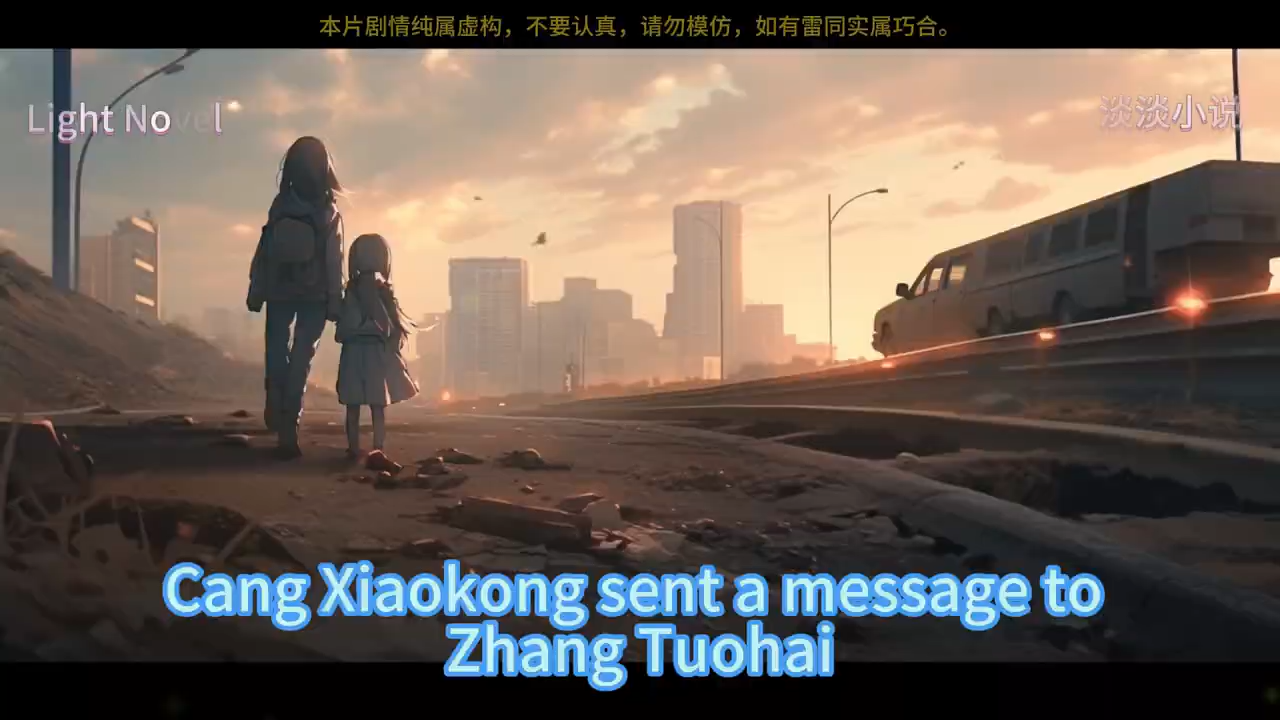 本片剧情纯属虚构，不要认真，请勿模仿，如有雷同实属巧合。
Light Novel
淡淡小说
Cang Xiaokong sent a message to
Zhang Tuohai